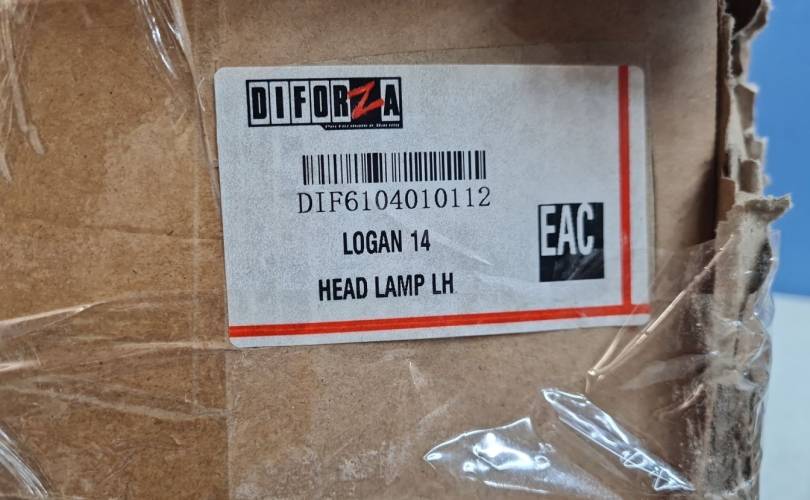 DIFORZA
DIF6104010112
LOGAN 14
HEAD LAMP LH
EAC